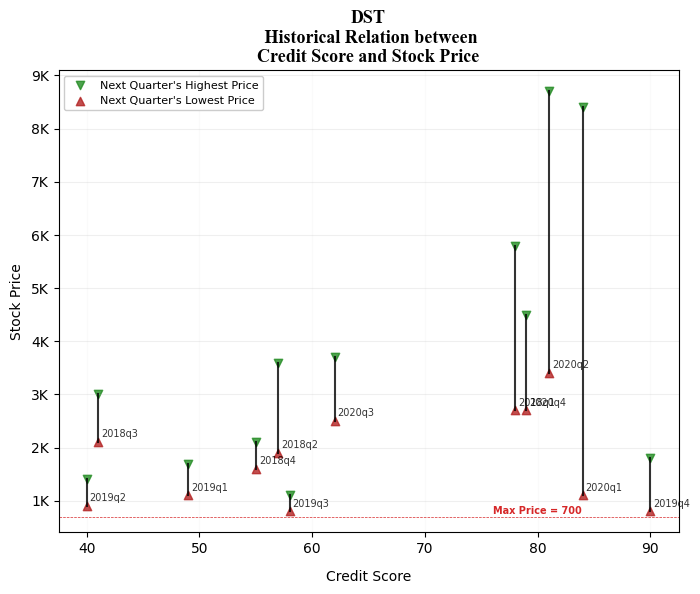 DST
Historical Relation between
Credit Score and Stock Price
9K
8K
7K
6K
5K
4K
3K
2K
1K
Stock Price
Next Quarter's Highest Price
Next Quarter's Lowest Price
2020q2
2020q4
2020q3
2018q3
2018q2
2018q4
2019q2
2019q1
2019q3
2020q1
2019q4
Max Price = 700
40 50 60 70 80 90
Credit Score